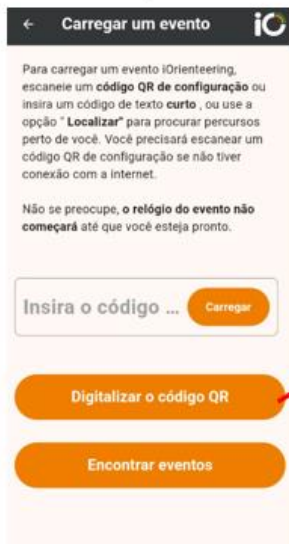 ← Carregar um evento iO
Para carregar um evento iOrienteering,
escaneie um código QR de configuração ou
insira um código de texto curto , ou use a
opção " Localizar" para procurar percursos
perto de você. Você precisará escanear um
código QR de configuração se não tiver
conexão com a internet.
Não se preocupe, o relógio do evento não
começará até que você esteja pronto.
Insira o código ... Carregar
Digitalizar o código QR
Encontrar eventos